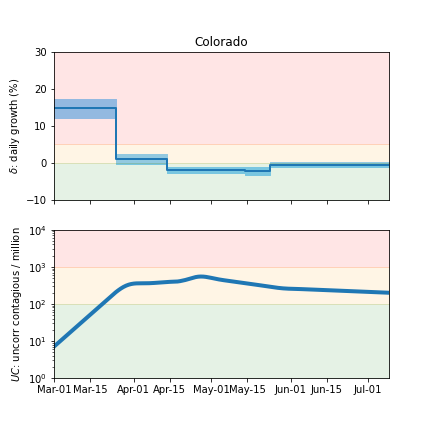 Colorado
δ: daily growth (%)
30
20
10
0
−10
UC: uncorr contagious / million
10⁴
10³
10²
10¹
10⁰
Mar-01 Mar-15 Apr-01 Apr-15 May-01 May-15 Jun-01 Jun-15 Jul-01